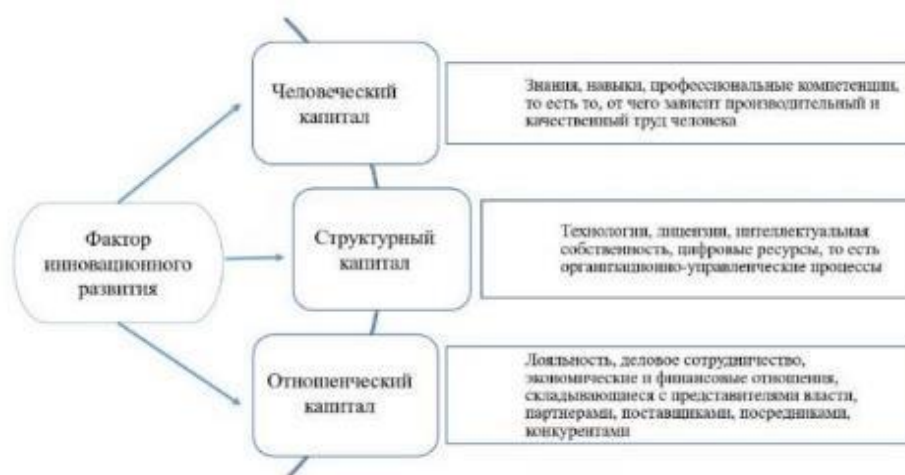 Фактор
инновационного
развития
Человеческий
капитал
Знания, навыки, профессиональные компетенции,
то есть то, от чего зависит производительный и
качественный труд человека
Структурный
капитал
Технологии, лицензии, интеллектуальная
собственность, цифровые ресурсы, то есть
организационно-управленческие процессы
Отношенческий
капитал
Лояльность, деловое сотрудничество,
экономические и финансовые отношения,
складывающиеся с представителями власти,
партнерами, поставщиками, посредниками,
конкурентами